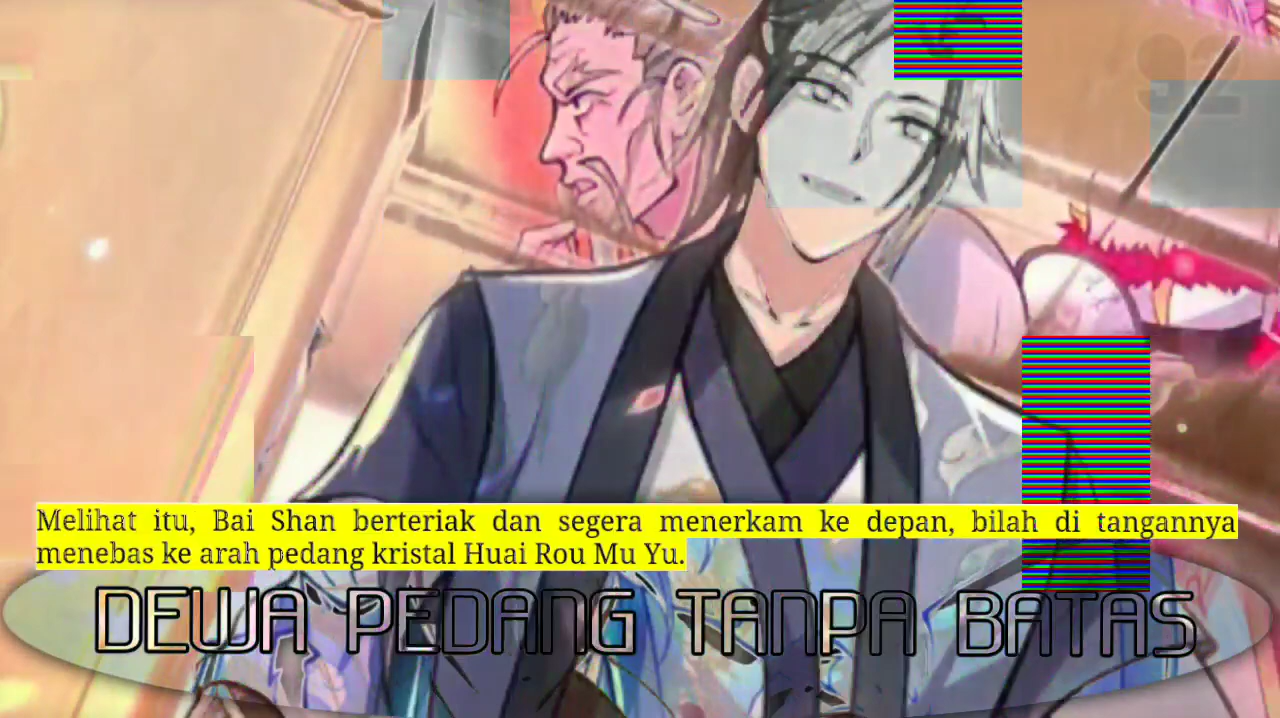 92
Melihat itu, Bai Shan berteriak dan segera menerkam ke depan, bilah di tangannya
menebas ke arah pedang kristal Huai Rou Mu Yu.
DEWA PEDANG TANPA BATAS